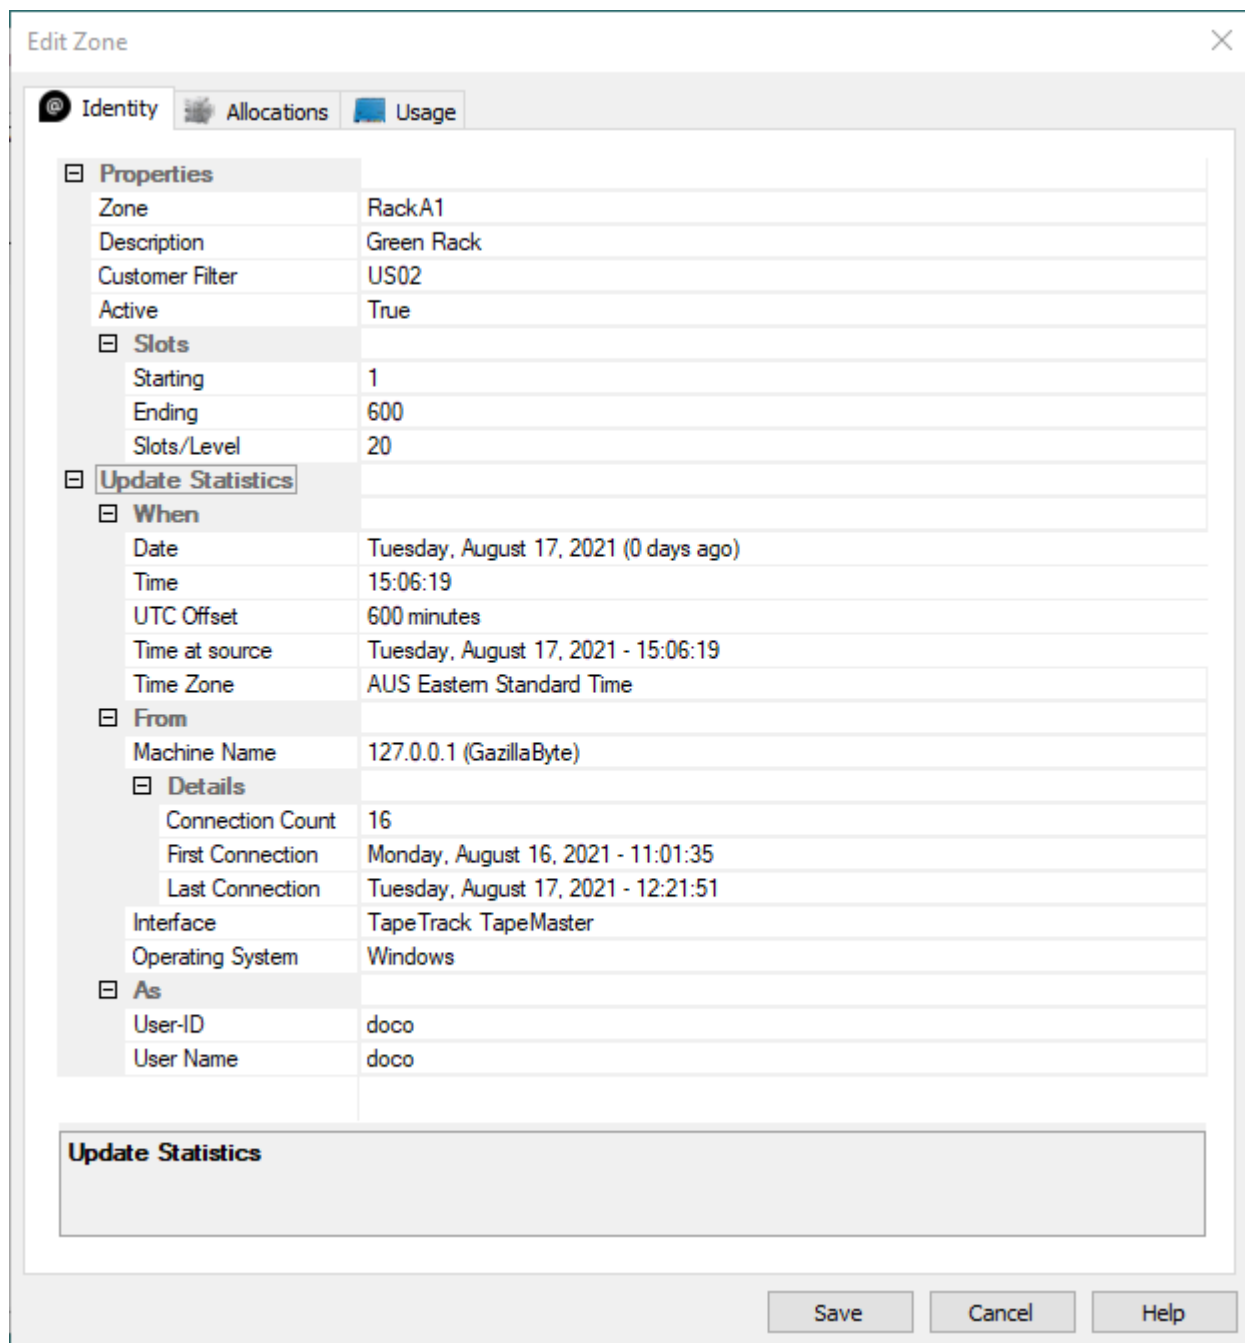 Edit Zone
Identity Allocations Usage
Properties
Zone RackA1
Description Green Rack
Customer Filter US02
Active True
Slots
Starting 1
Ending 600
Slots/Level 20
Update Statistics
When
Date Tuesday, August 17, 2021 (0 days ago)
Time 15:06:19
UTC Offset 600 minutes
Time at source Tuesday, August 17, 2021 - 15:06:19
Time Zone AUS Eastern Standard Time
From
Machine Name 127.0.0.1 (GazillaByte)
Details
Connection Count 16
First Connection Monday, August 16, 2021 - 11:01:35
Last Connection Tuesday, August 17, 2021 - 12:21:51
Interface TapeTrack TapeMaster
Operating System Windows
As
User-ID doco
User Name doco
Update Statistics
Save Cancel Help